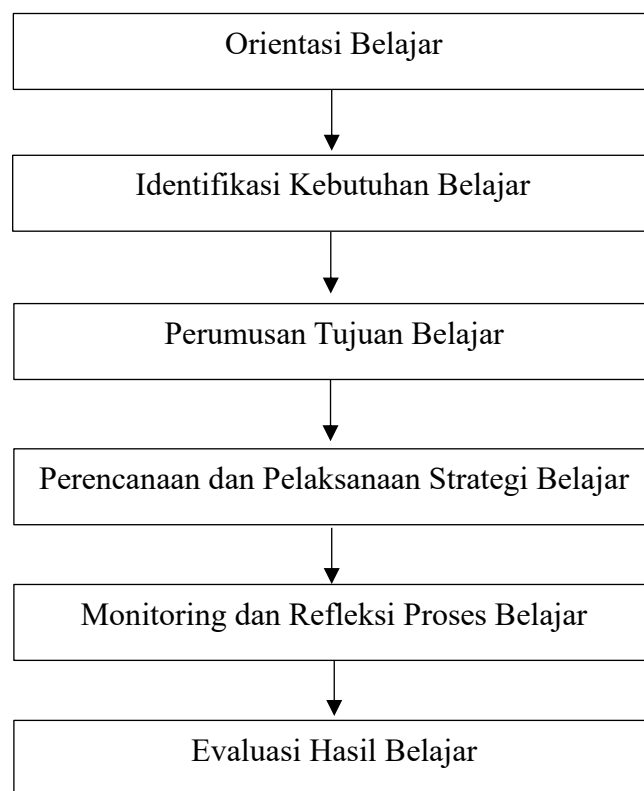 Orientasi Belajar
Identifikasi Kebutuhan Belajar
Perumusan Tujuan Belajar
Perencanaan dan Pelaksanaan Strategi Belajar
Monitoring dan Refleksi Proses Belajar
Evaluasi Hasil Belajar